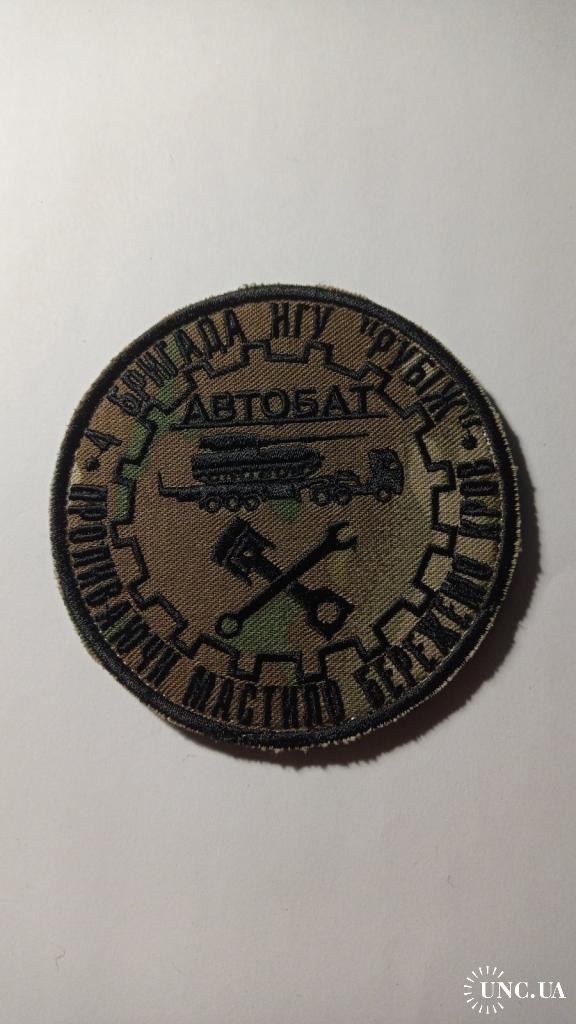 4 БРИГАДА НГУ "РУБІЖ"
АВТОБАТ
ПРОЛИВАЮЧИ МАСТИЛО БЕРЕЖЕМО КРОВ
UNC.UA